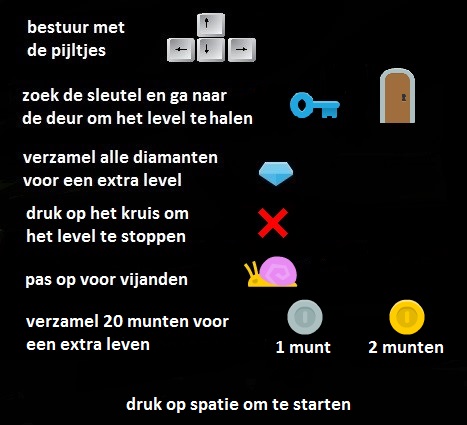 bestuur met
de pijltjes
zoek de sleutel en ga naar
de deur om het level te halen
verzamel alle diamanten
voor een extra level
druk op het kruis om
het level te stoppen
pas op voor vijanden
verzamel 20 munten voor
een extra leven
1 munt
2 munten
druk op spatie om te starten